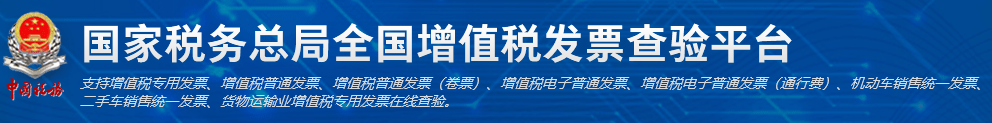 国家税务总局全国增值税发票查验平台
中国税务
支持增值税专用发票、增值税普通发票、增值税普通发票（卷票）、增值税电子普通发票、增值税电子普通发票（通行费）、机动车销售统一发票、
二手车销售统一发票、货物运输业增值税专用发票在线查验。